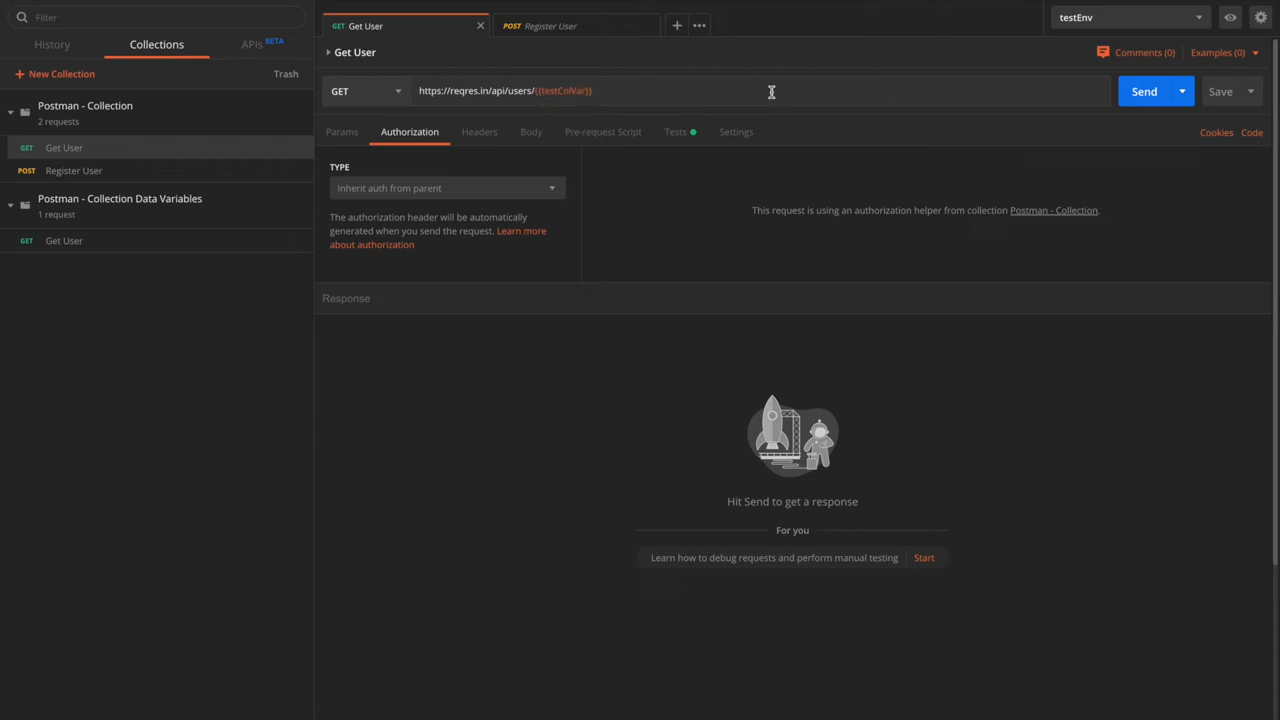 Filter
History
Collections
APIs BETA
+ New Collection
Trash
Postman - Collection
2 requests
GET Get User
POST Register User
Postman - Collection Data Variables
1 request
GET Get User
GET Get User
POST Register User
testEnv
Get User
Comments (0)
Examples (0)
GET
https://reqres.in/api/users/{{testColVar}}
Send
Save
Params
Authorization
Headers
Body
Pre-request Script
Tests
Settings
Cookies
Code
TYPE
Inherit auth from parent
The authorization header will be automatically
generated when you send the request. Learn more
about authorization
This request is using an authorization helper from collection Postman - Collection.
Response
Hit Send to get a response
For you
Learn how to debug requests and perform manual testing
Start